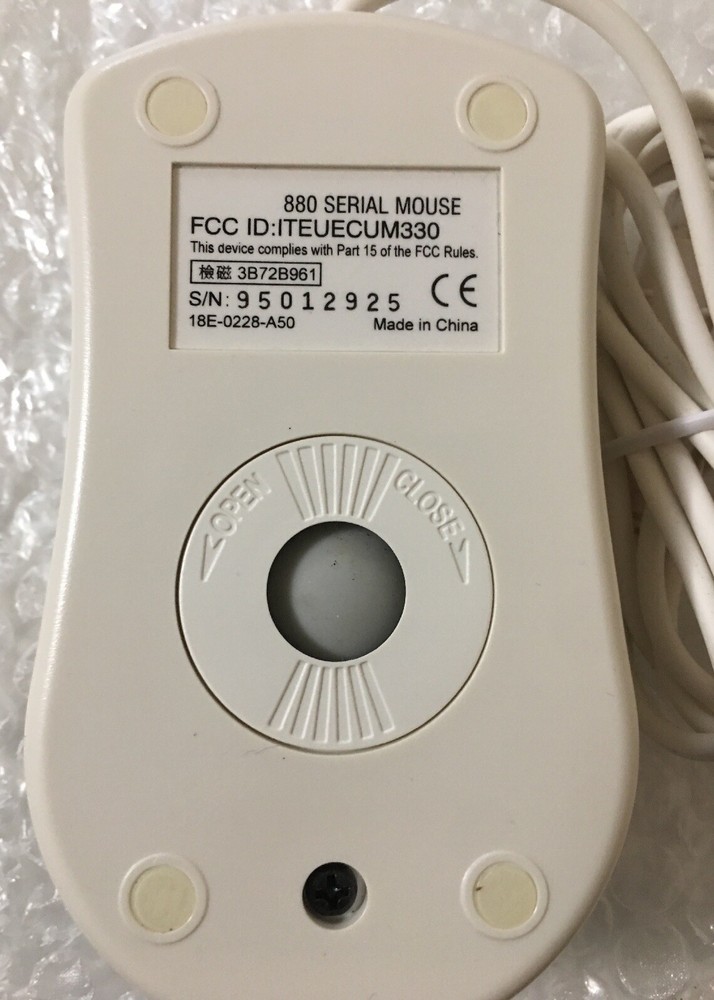 880 SERIAL MOUSE
FCC ID:ITEUECUM330
This device complies with Part 15 of the FCC Rules.
檢磁 3B72B961
S/N: 95012925 CE
18E-0228-A50 Made in China
OPEN CLOSE